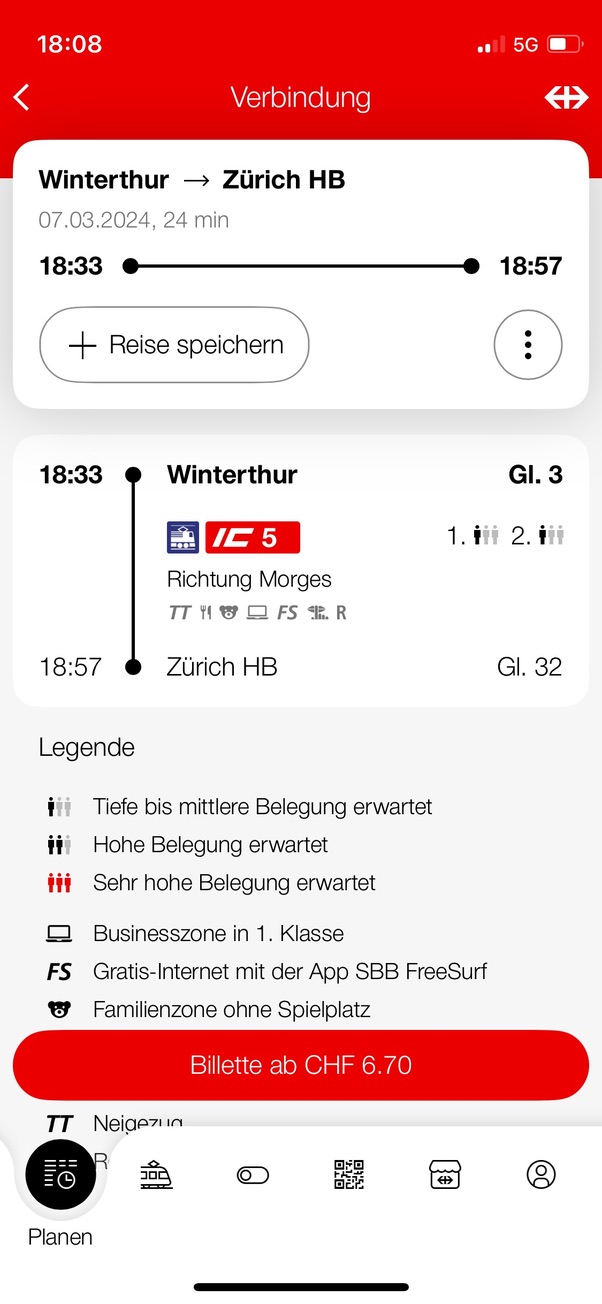 18:08 5G
Verbindung
Winterthur → Zürich HB
07.03.2024, 24 min
18:33 18:57
+ Reise speichern
18:33 Winterthur Gl. 3
IC 5 1. 2.
Richtung Morges
TT FS R
18:57 Zürich HB Gl. 32
Legende
Tiefe bis mittlere Belegung erwartet
Hohe Belegung erwartet
Sehr hohe Belegung erwartet
Businesszone in 1. Klasse
FS Gratis-Internet mit der App SBB FreeSurf
Familienzone ohne Spielplatz
Billette ab CHF 6.70
TT Neigezug
Planen